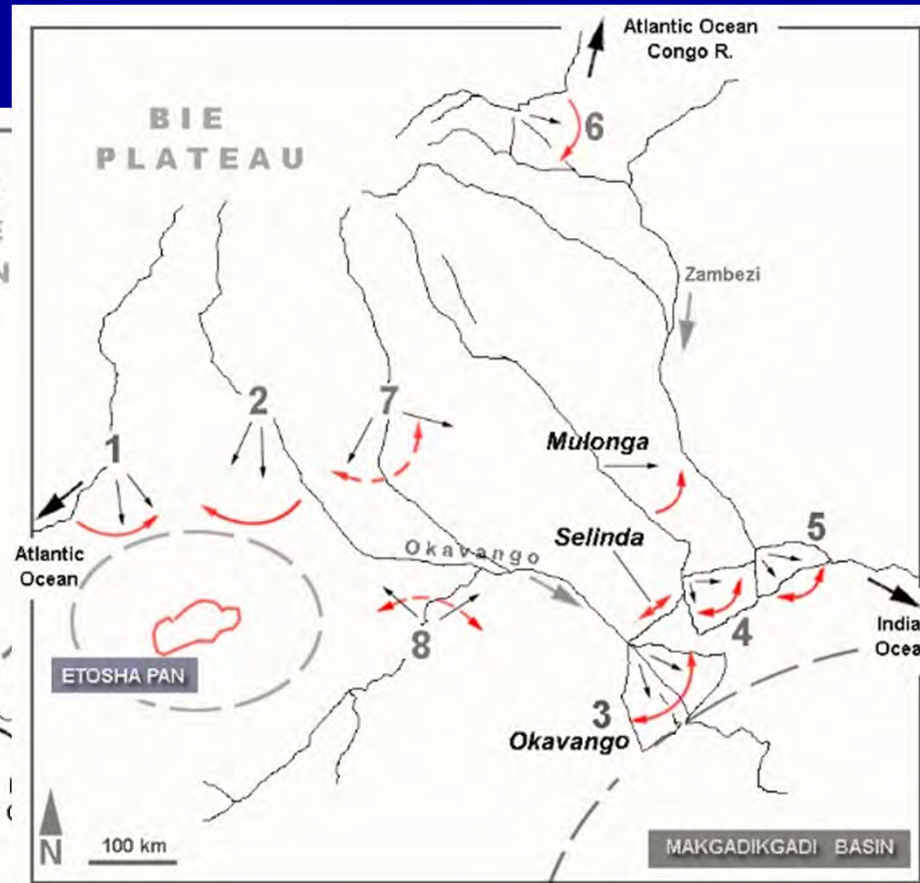 Atlantic Ocean
Congo R.
BIE
PLATEAU
6
Zambezi
2
7
1
Mulonga
Selinda
5
Okavango
Atlantic
Ocean
8
4
India
Ocea
ETOSHA PAN
3
Okavango
N
100 km
MAKGADIKGADI BASIN